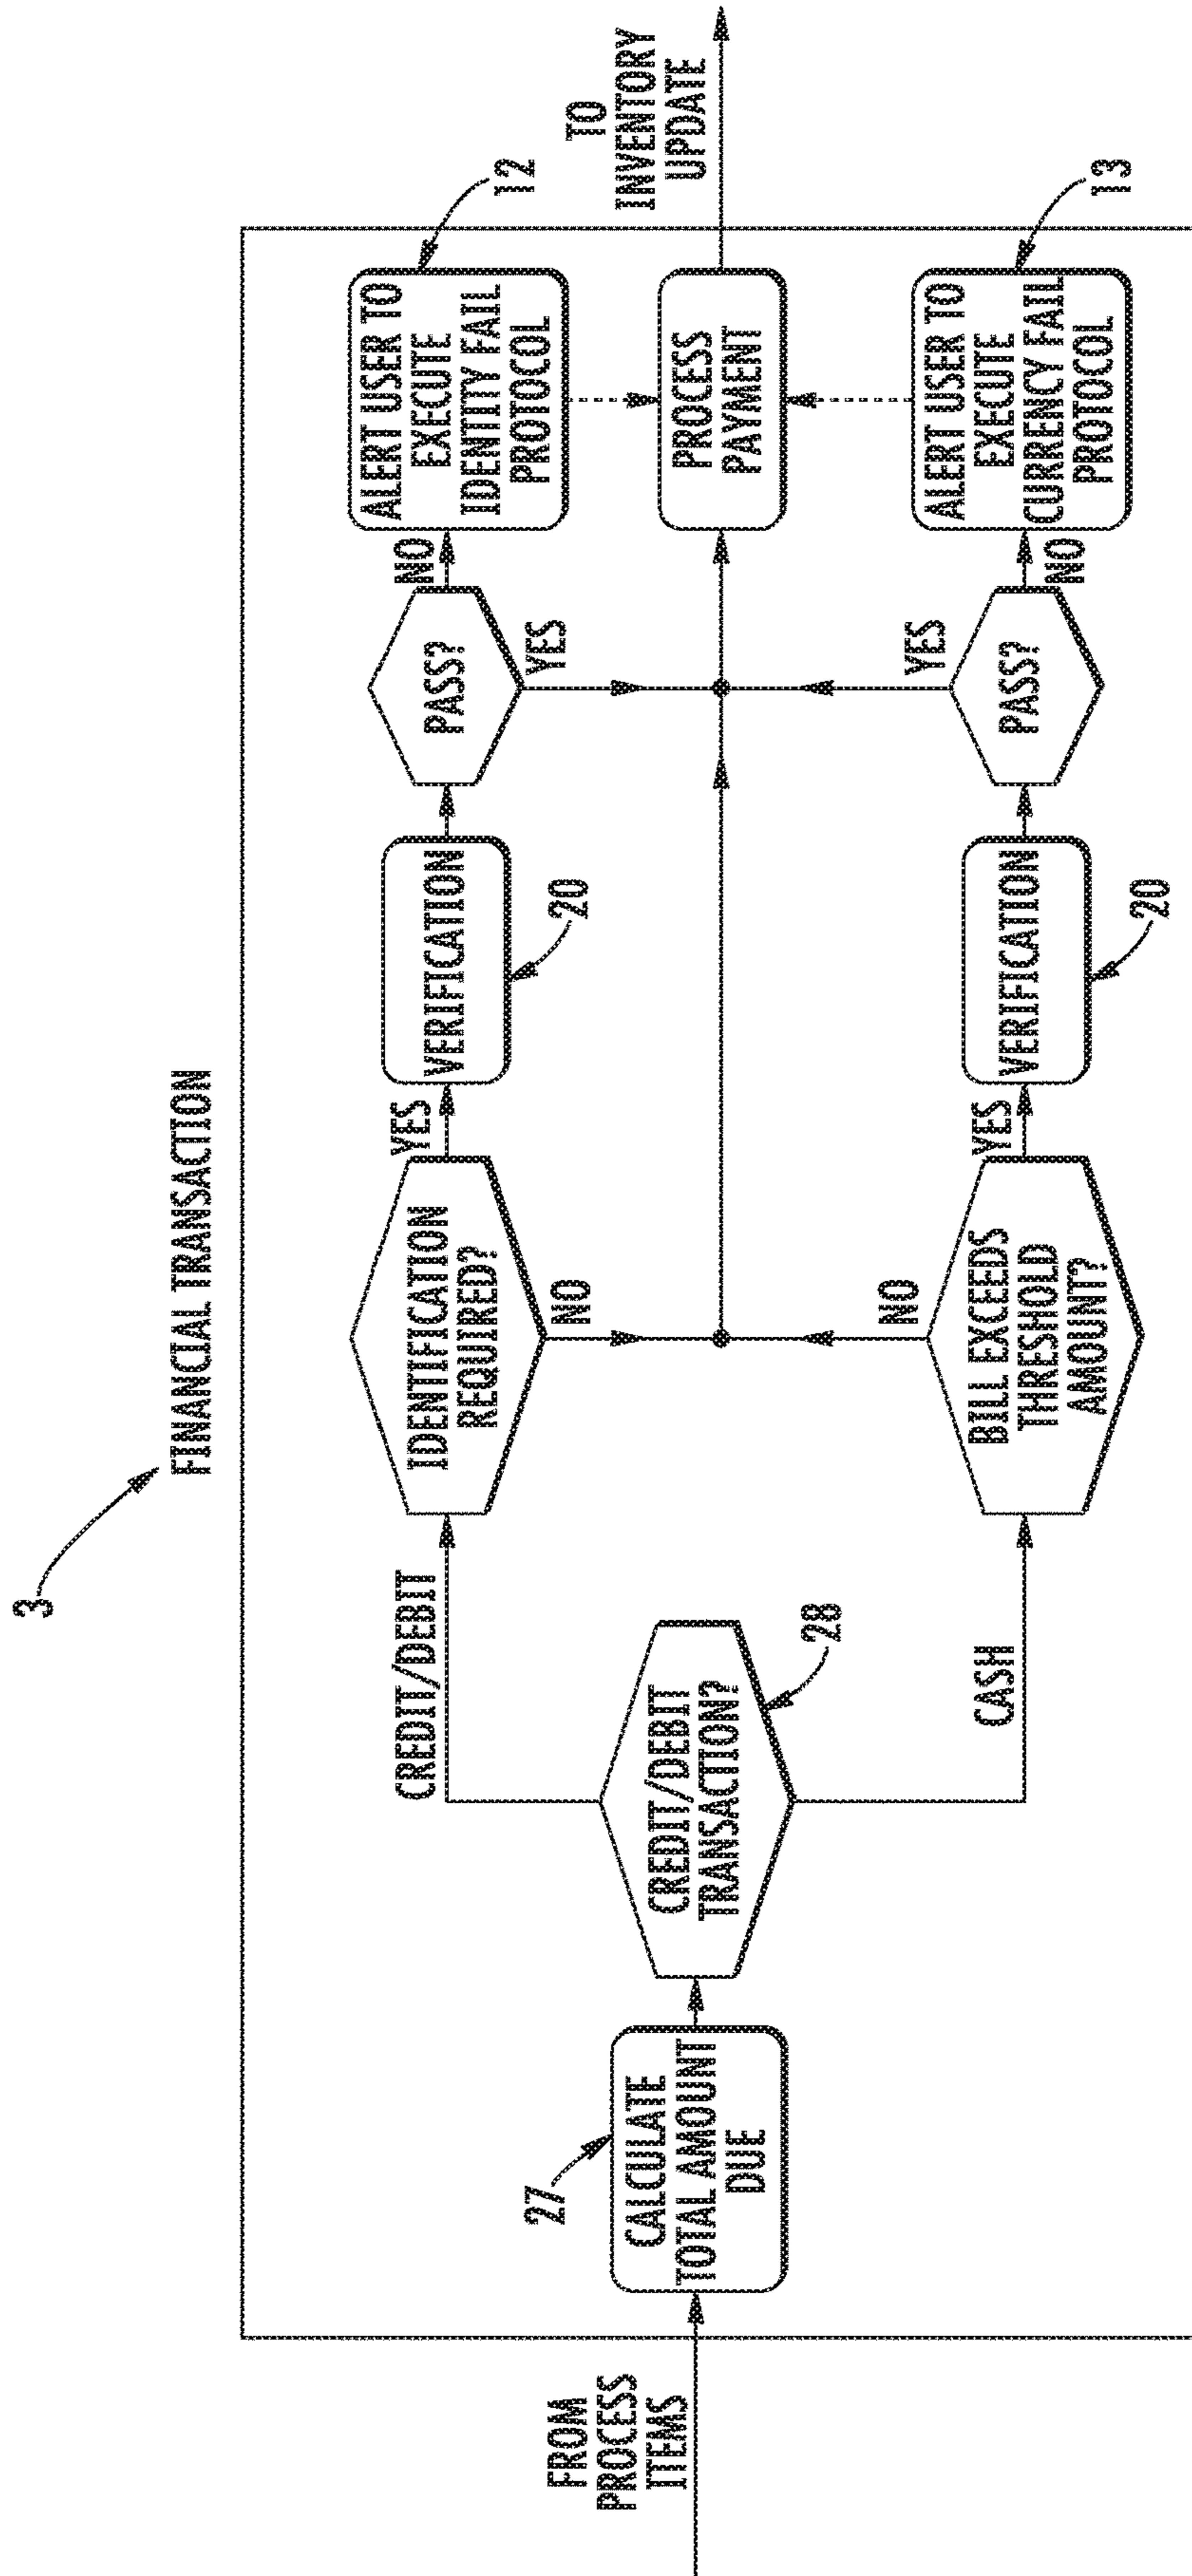 3
FINANCIAL TRANSACTION
FROM
PROCESS
ITEMS
27
CALCULATE
TOTAL AMOUNT
DUE
CREDIT/DEBIT
TRANSACTION?
28
CREDIT/DEBIT
IDENTIFICATION
REQUIRED?
YES
NO
VERIFICATION
20
PASS?
NO
YES
ALERT USER TO
EXECUTE
IDENTITY FAIL
PROTOCOL
12
PROCESS
PAYMENT
TO
INVENTORY
UPDATE
CASH
BILL EXCEEDS
THRESHOLD
AMOUNT?
NO
YES
VERIFICATION
20
PASS?
YES
NO
ALERT USER TO
EXECUTE
CURRENCY FAIL
PROTOCOL
13